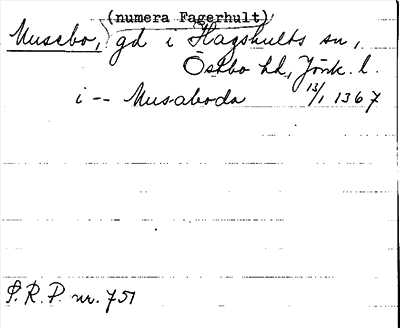 (numera Fagerhult)
Musebo, gd i Hagshults sn,
Östbo hd, Jönk. l.
i -- Musaboda 13/1 1367
S.R.P. nr. 751